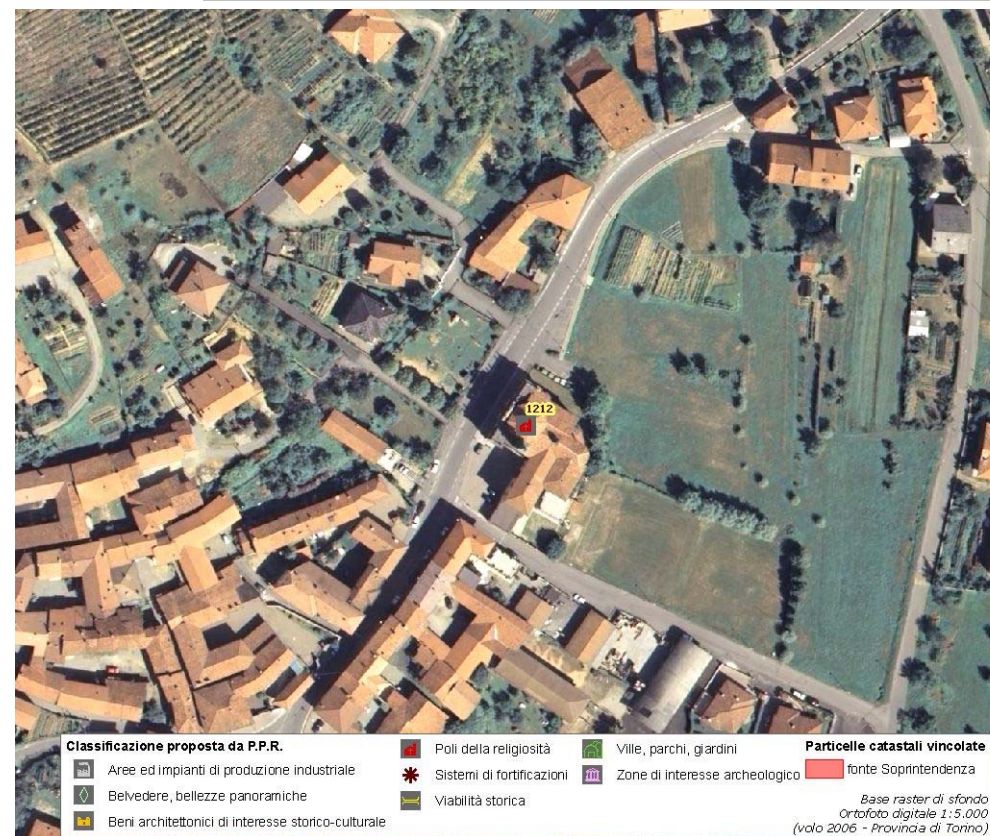 1212
Classificazione proposta da P.P.R.
Aree ed impianti di produzione industriale
Belvedere, bellezze panoramiche
Beni architettonici di interesse storico-culturale
Poli della religiosità
Sistemi di fortificazioni
Viabilità storica
Ville, parchi, giardini
Zone di interesse archeologico
Particelle catastali vincolate
fonte Soprintendenza
Base raster di sfondo
Ortofoto digitale 1:5.000
(volo 2006 - Provincia di Torino)